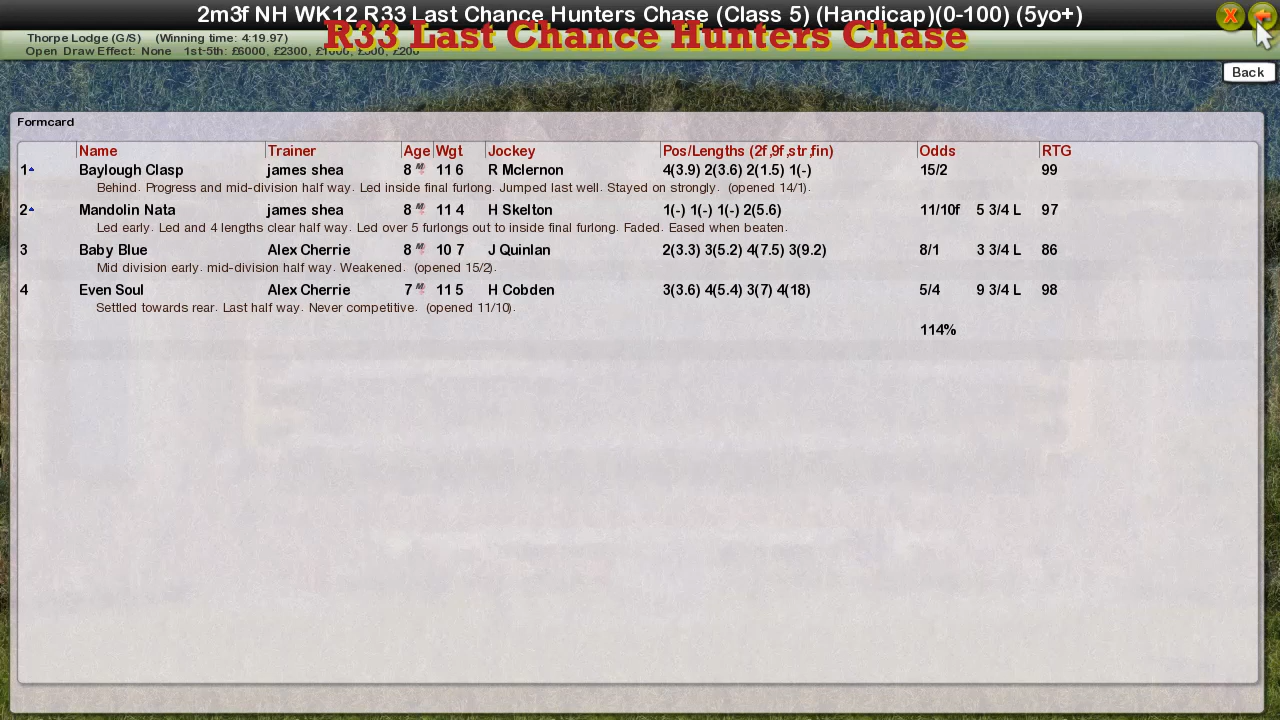 2m3f NH WK12 R33 Last Chance Hunters Chase (Class 5) (Handicap)(0-100) (5yo+)
R33 Last Chance Hunters Chase
X
Thorpe Lodge (G/S) (Winning time: 4:19.97)
Open Draw Effect: None 1st-5th: £6000, £2300, £1000, £500, £200
Back
Formcard
Name Trainer Age Wgt Jockey Pos/Lengths (2f,9f,str,fin) Odds RTG
1 Baylough Clasp james shea 8 11 6 R Mclernon 4(3.9) 2(3.6) 2(1.5) 1(-) 15/2 99
Behind. Progress and mid-division half way. Led inside final furlong. Jumped last well. Stayed on strongly. (opened 14/1).
2 Mandolin Nata james shea 8 11 4 H Skelton 1(-) 1(-) 1(-) 2(5.6) 11/10f 5 3/4 L 97
Led early. Led and 4 lengths clear half way. Led over 5 furlongs out to inside final furlong. Faded. Eased when beaten.
3 Baby Blue Alex Cherrie 8 10 7 J Quinlan 2(3.3) 3(5.2) 4(7.5) 3(9.2) 8/1 3 3/4 L 86
Mid division early. mid-division half way. Weakened. (opened 15/2).
4 Even Soul Alex Cherrie 7 11 5 H Cobden 3(3.6) 4(5.4) 3(7) 4(18) 5/4 9 3/4 L 98
Settled towards rear. Last half way. Never competitive. (opened 11/10).
114%